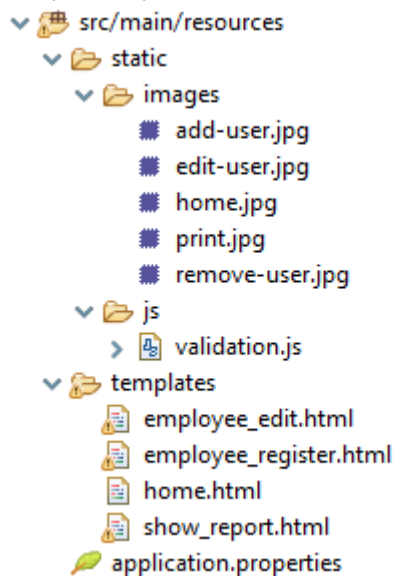 src/main/resources
static
images
add-user.jpg
edit-user.jpg
home.jpg
print.jpg
remove-user.jpg
js
validation.js
templates
employee_edit.html
employee_register.html
home.html
show_report.html
application.properties